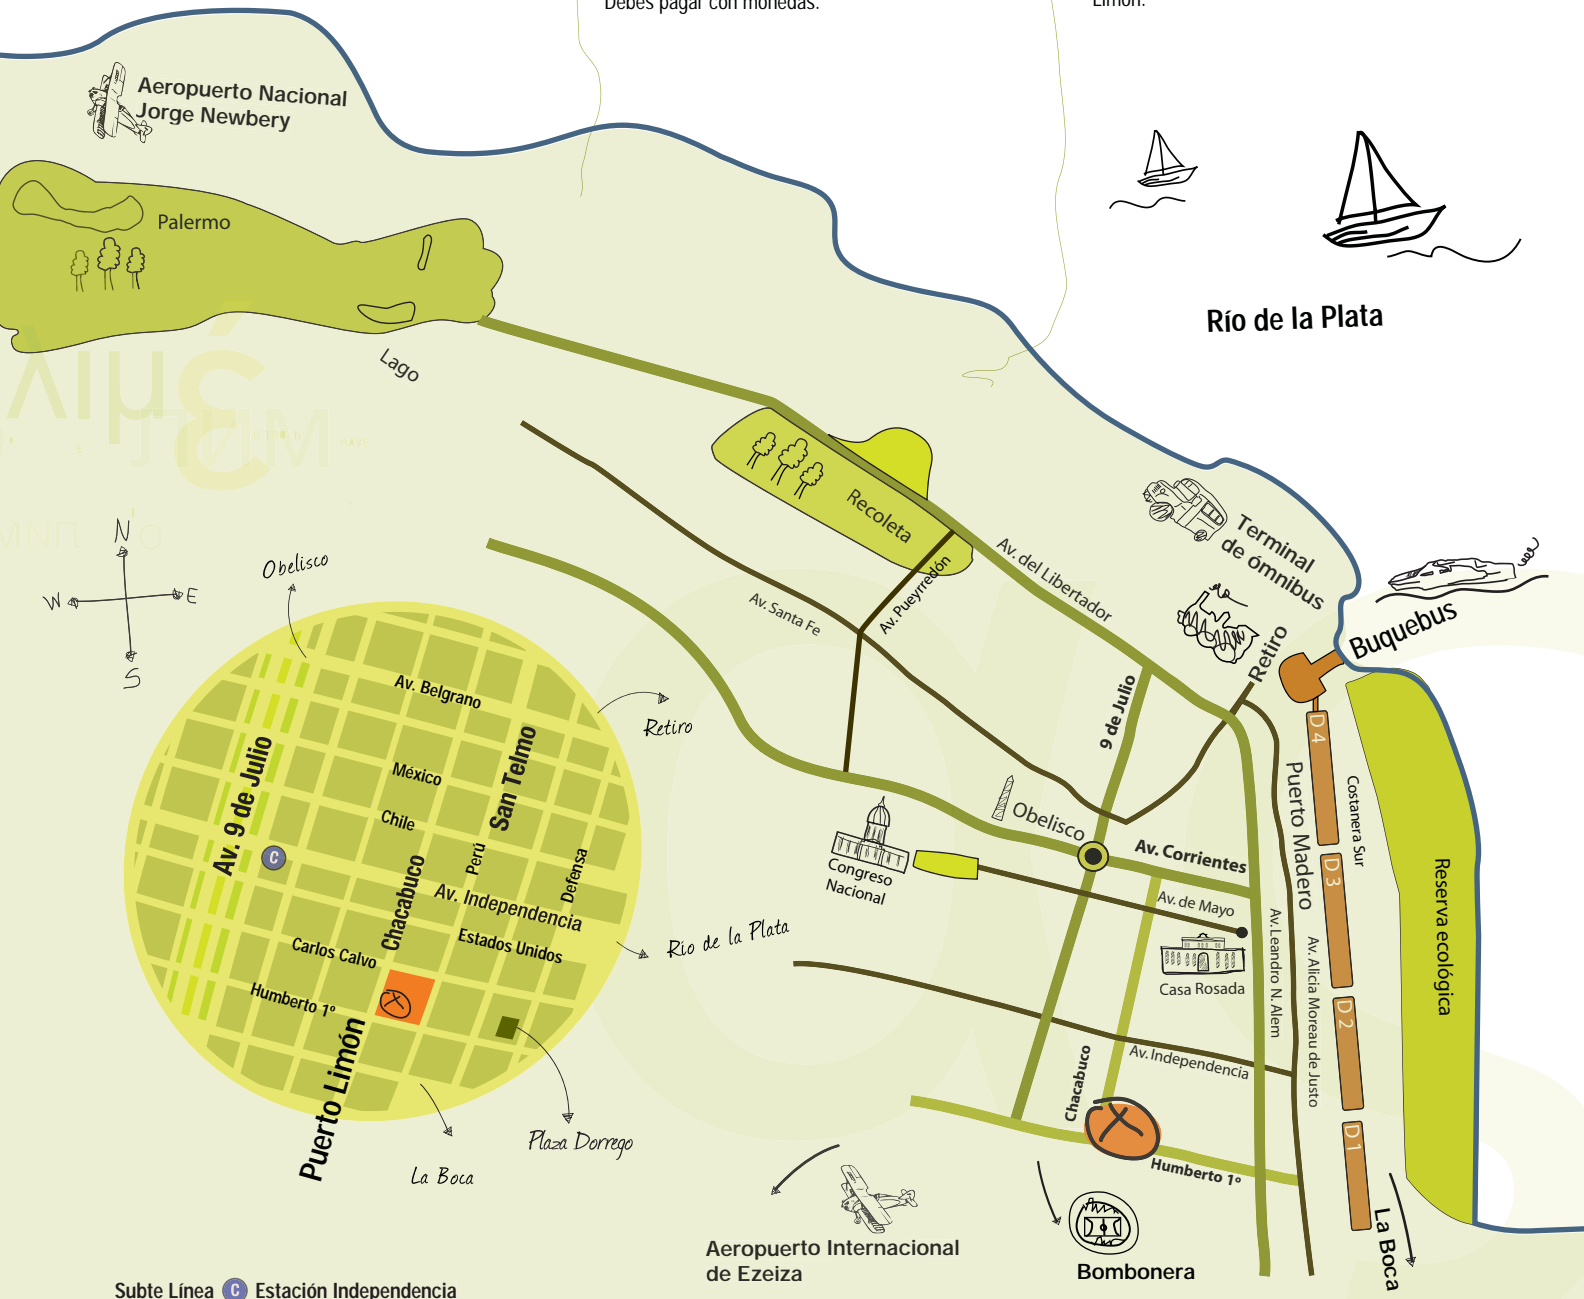 Debes pagar con monedas.
Limón.
Aeropuerto Nacional
Jorge Newbery
Palermo
Lago
Río de la Plata
Recoleta
Av. del Libertador
Av. Pueyrredón
Av. Santa Fe
Terminal
de ómnibus
Retiro
Buquebus
N
W
E
S
Obelisco
Retiro
Av. Belgrano
México
Chile
San Telmo
Av. 9 de Julio
C
Perú
Chacabuco
Defensa
Av. Independencia
Estados Unidos
Carlos Calvo
Humberto 1º
Puerto Limón
Río de la Plata
Plaza Dorrego
La Boca
9 de Julio
Obelisco
Congreso
Nacional
Av. Corrientes
Av. de Mayo
Casa Rosada
Av. Leandro N. Alem
Av. Alicia Moreau de Justo
Puerto Madero
D 4
D 3
D 2
D 1
Costanera Sur
Reserva ecológica
Av. Independencia
Chacabuco
Humberto 1º
Aeropuerto Internacional
de Ezeiza
Bombonera
La Boca
Subte Línea C Estación Independencia